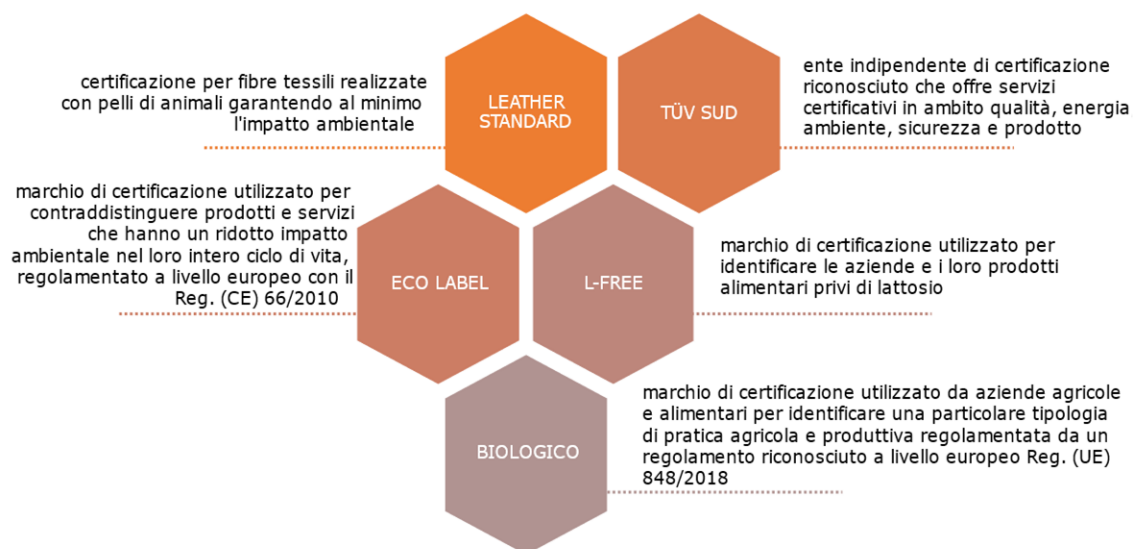 certificazione per fibre tessili realizzate
con pelli di animali garantendo al minimo
l'impatto ambientale
LEATHER
STANDARD
TÜV SUD
ente indipendente di certificazione
riconosciuto che offre servizi
certificativi in ambito qualità, energia
ambiente, sicurezza e prodotto
marchio di certificazione utilizzato per
contraddistinguere prodotti e servizi
che hanno un ridotto impatto
ambientale nel loro intero ciclo di vita,
regolamentato a livello europeo con il
Reg. (CE) 66/2010
ECO LABEL
L-FREE
marchio di certificazione utilizzato per
identificare le aziende e i loro prodotti
alimentari privi di lattosio
BIOLOGICO
marchio di certificazione utilizzato da aziende agricole
e alimentari per identificare una particolare tipologia
di pratica agricola e produttiva regolamentata da un
regolamento riconosciuto a livello europeo Reg. (UE)
848/2018